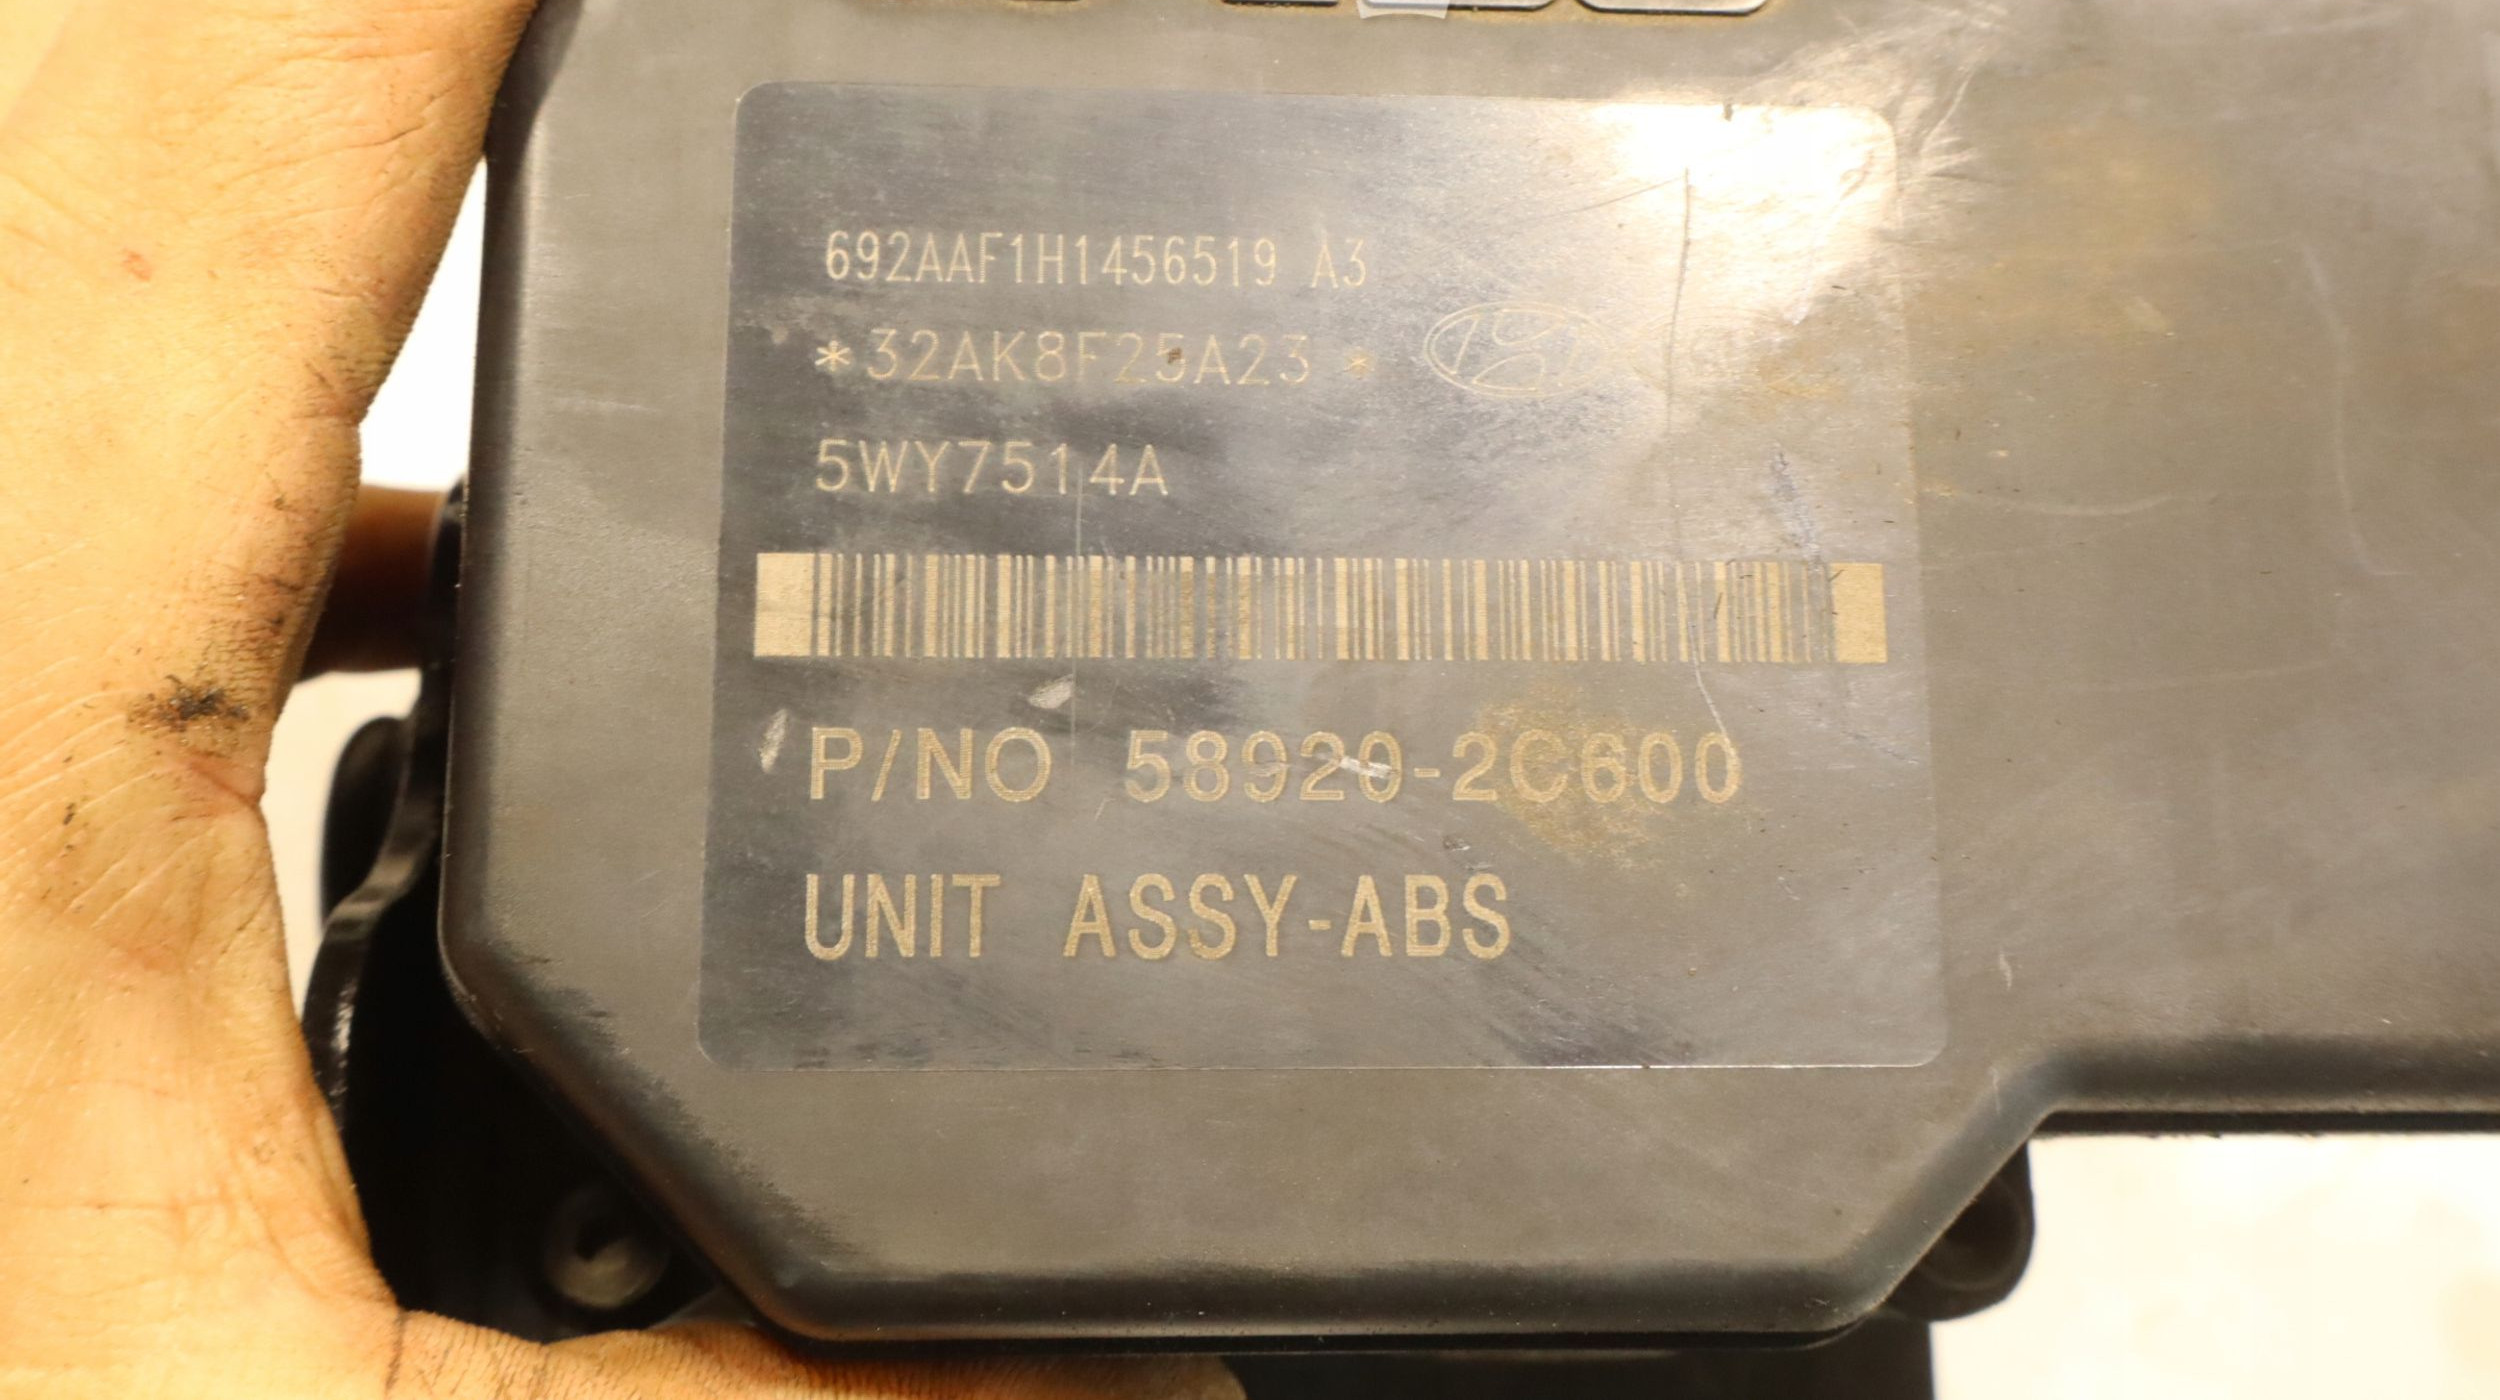 692AAF1H1456519 A3
*32AK8F25A23 *
5WY7514A
P/NO 58920-2C600
UNIT ASSY-ABS